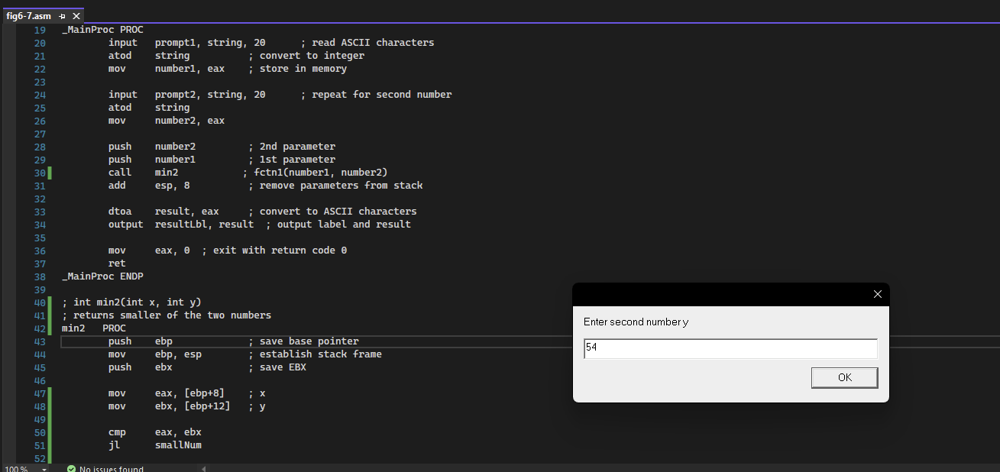 fig6-7.asm
19 _MainProc PROC
20 input prompt1, string, 20 ; read ASCII characters
21 atod string ; convert to integer
22 mov number1, eax ; store in memory
23
24 input prompt2, string, 20 ; repeat for second number
25 atod string
26 mov number2, eax
27
28 push number2 ; 2nd parameter
29 push number1 ; 1st parameter
30 call min2 ; fctn1(number1, number2)
31 add esp, 8 ; remove parameters from stack
32
33 dtoa result, eax ; convert to ASCII characters
34 output resultLbl, result ; output label and result
35
36 mov eax, 0 ; exit with return code 0
37 ret
38 _MainProc ENDP
39
40 ; int min2(int x, int y)
41 ; returns smaller of the two numbers
42 min2 PROC
43 push ebp ; save base pointer
44 mov ebp, esp ; establish stack frame
45 push ebx ; save EBX
46
47 mov eax, [ebp+8] ; x
48 mov ebx, [ebp+12] ; y
49
50 cmp eax, ebx
51 jl smallNum
52
100 % No issues found
Enter second number y
54
OK